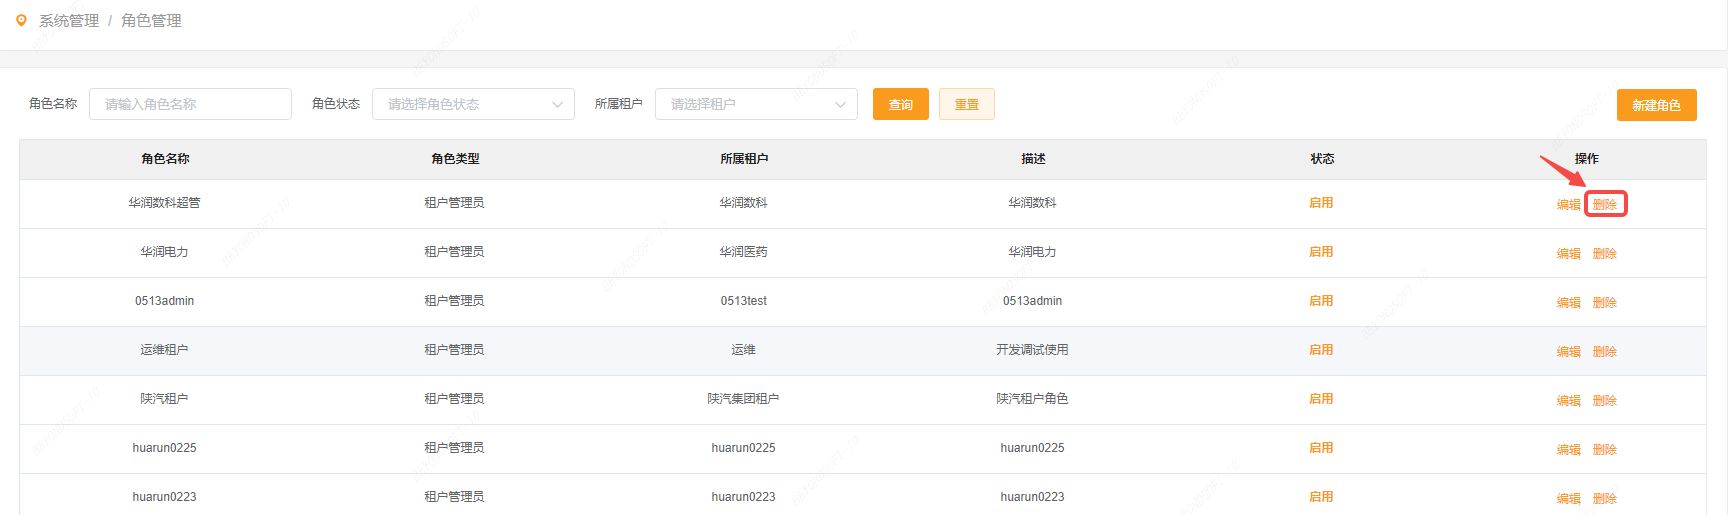 系统管理 / 角色管理
角色名称 请输入角色名称 角色状态 请选择角色状态 所属租户 请选择租户 查询 重置 新建角色
角色名称 角色类型 所属租户 描述 状态 操作
华润数科超管 租户管理员 华润数科 华润数科 启用 编辑 删除
华润电力 租户管理员 华润医药 华润电力 启用 编辑 删除
0513admin 租户管理员 0513test 0513admin 启用 编辑 删除
运维租户 租户管理员 运维 开发调试使用 启用 编辑 删除
陕汽租户 租户管理员 陕汽集团租户 陕汽租户角色 启用 编辑 删除
huarun0225 租户管理员 huarun0225 huarun0225 启用 编辑 删除
huarun0223 租户管理员 huarun0223 huarun0223 启用 编辑 删除